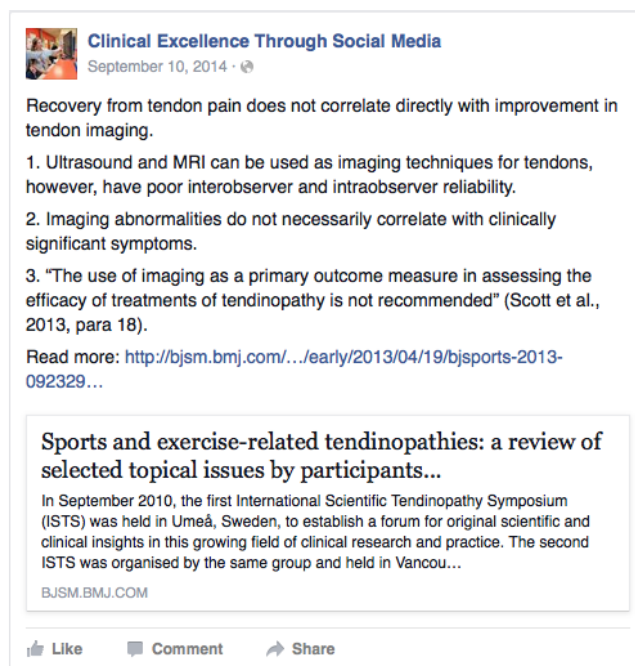 Clinical Excellence Through Social Media
September 10, 2014 ·
Recovery from tendon pain does not correlate directly with improvement in
tendon imaging.
1. Ultrasound and MRI can be used as imaging techniques for tendons,
however, have poor interobserver and intraobserver reliability.
2. Imaging abnormalities do not necessarily correlate with clinically
significant symptoms.
3. “The use of imaging as a primary outcome measure in assessing the
efficacy of treatments of tendinopathy is not recommended” (Scott et al.,
2013, para 18).
Read more: http://bjsm.bmj.com/.../early/2013/04/19/bjsports-2013-
092329...
Sports and exercise-related tendinopathies: a review of
selected topical issues by participants...
In September 2010, the first International Scientific Tendinopathy Symposium
(ISTS) was held in Umeå, Sweden, to establish a forum for original scientific and
clinical insights in this growing field of clinical research and practice. The second
ISTS was organised by the same group and held in Vancou...
BJSM.BMJ.COM
Like Comment Share